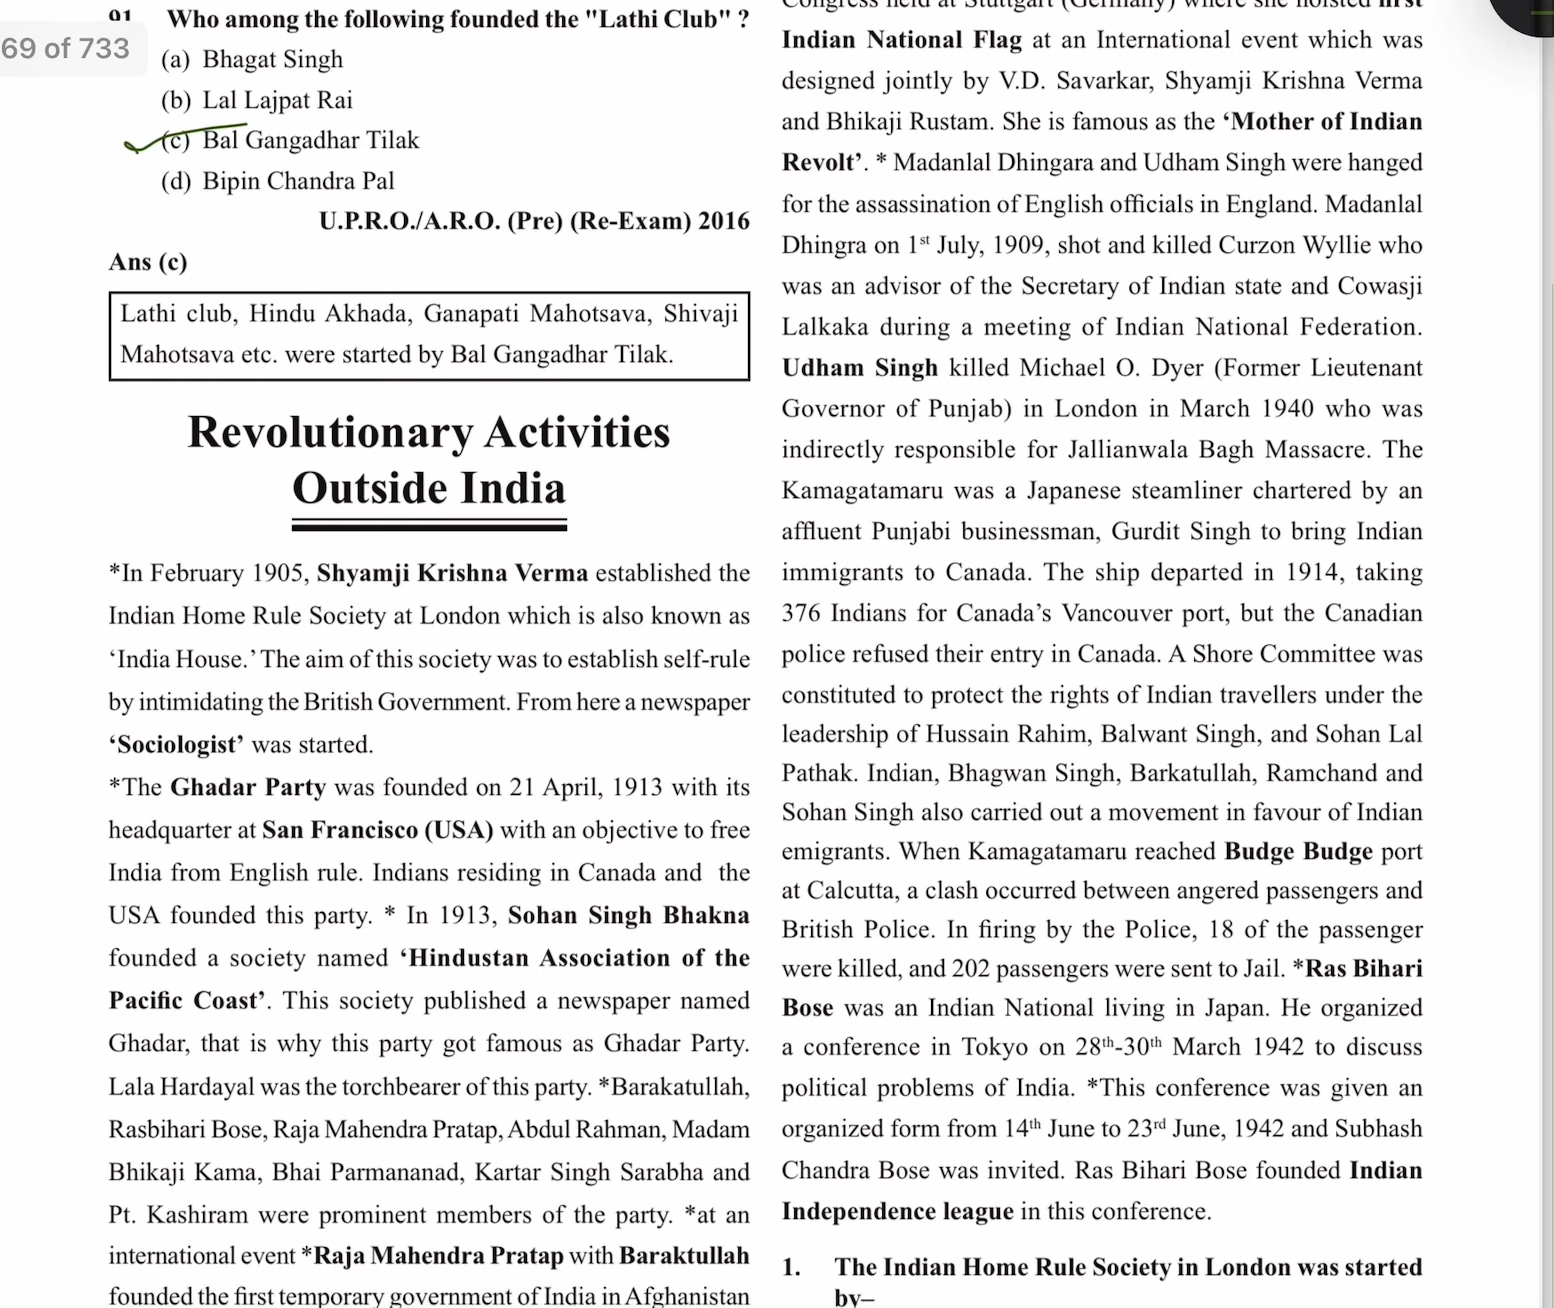 91 Who among the following founded the "Lathi Club" ?
69 of 733
(a) Bhagat Singh
(b) Lal Lajpat Rai
(c) Bal Gangadhar Tilak
(d) Bipin Chandra Pal
U.P.R.O./A.R.O. (Pre) (Re-Exam) 2016
Ans (c)
Lathi club, Hindu Akhada, Ganapati Mahotsava, Shivaji
Mahotsava etc. were started by Bal Gangadhar Tilak.
Revolutionary Activities
Outside India
*In February 1905, Shyamji Krishna Verma established the
Indian Home Rule Society at London which is also known as
‘India House.’ The aim of this society was to establish self-rule
by intimidating the British Government. From here a newspaper
‘Sociologist’ was started.
*The Ghadar Party was founded on 21 April, 1913 with its
headquarter at San Francisco (USA) with an objective to free
India from English rule. Indians residing in Canada and the
USA founded this party. * In 1913, Sohan Singh Bhakna
founded a society named ‘Hindustan Association of the
Pacific Coast’. This society published a newspaper named
Ghadar, that is why this party got famous as Ghadar Party.
Lala Hardayal was the torchbearer of this party. *Barakatullah,
Rasbihari Bose, Raja Mahendra Pratap, Abdul Rahman, Madam
Bhikaji Kama, Bhai Parmananad, Kartar Singh Sarabha and
Pt. Kashiram were prominent members of the party. *at an
international event *Raja Mahendra Pratap with Baraktullah
founded the first temporary government of India in Afghanistan
Congress held at Stuttgart (Germany) where she hoisted first
Indian National Flag at an International event which was
designed jointly by V.D. Savarkar, Shyamji Krishna Verma
and Bhikaji Rustam. She is famous as the ‘Mother of Indian
Revolt’. * Madanlal Dhingara and Udham Singh were hanged
for the assassination of English officials in England. Madanlal
Dhingra on 1st July, 1909, shot and killed Curzon Wyllie who
was an advisor of the Secretary of Indian state and Cowasji
Lalkaka during a meeting of Indian National Federation.
Udham Singh killed Michael O. Dyer (Former Lieutenant
Governor of Punjab) in London in March 1940 who was
indirectly responsible for Jallianwala Bagh Massacre. The
Kamagatamaru was a Japanese steamliner chartered by an
affluent Punjabi businessman, Gurdit Singh to bring Indian
immigrants to Canada. The ship departed in 1914, taking
376 Indians for Canada’s Vancouver port, but the Canadian
police refused their entry in Canada. A Shore Committee was
constituted to protect the rights of Indian travellers under the
leadership of Hussain Rahim, Balwant Singh, and Sohan Lal
Pathak. Indian, Bhagwan Singh, Barkatullah, Ramchand and
Sohan Singh also carried out a movement in favour of Indian
emigrants. When Kamagatamaru reached Budge Budge port
at Calcutta, a clash occurred between angered passengers and
British Police. In firing by the Police, 18 of the passenger
were killed, and 202 passengers were sent to Jail. *Ras Bihari
Bose was an Indian National living in Japan. He organized
a conference in Tokyo on 28th-30th March 1942 to discuss
political problems of India. *This conference was given an
organized form from 14th June to 23rd June, 1942 and Subhash
Chandra Bose was invited. Ras Bihari Bose founded Indian
Independence league in this conference.
1. The Indian Home Rule Society in London was started
by–